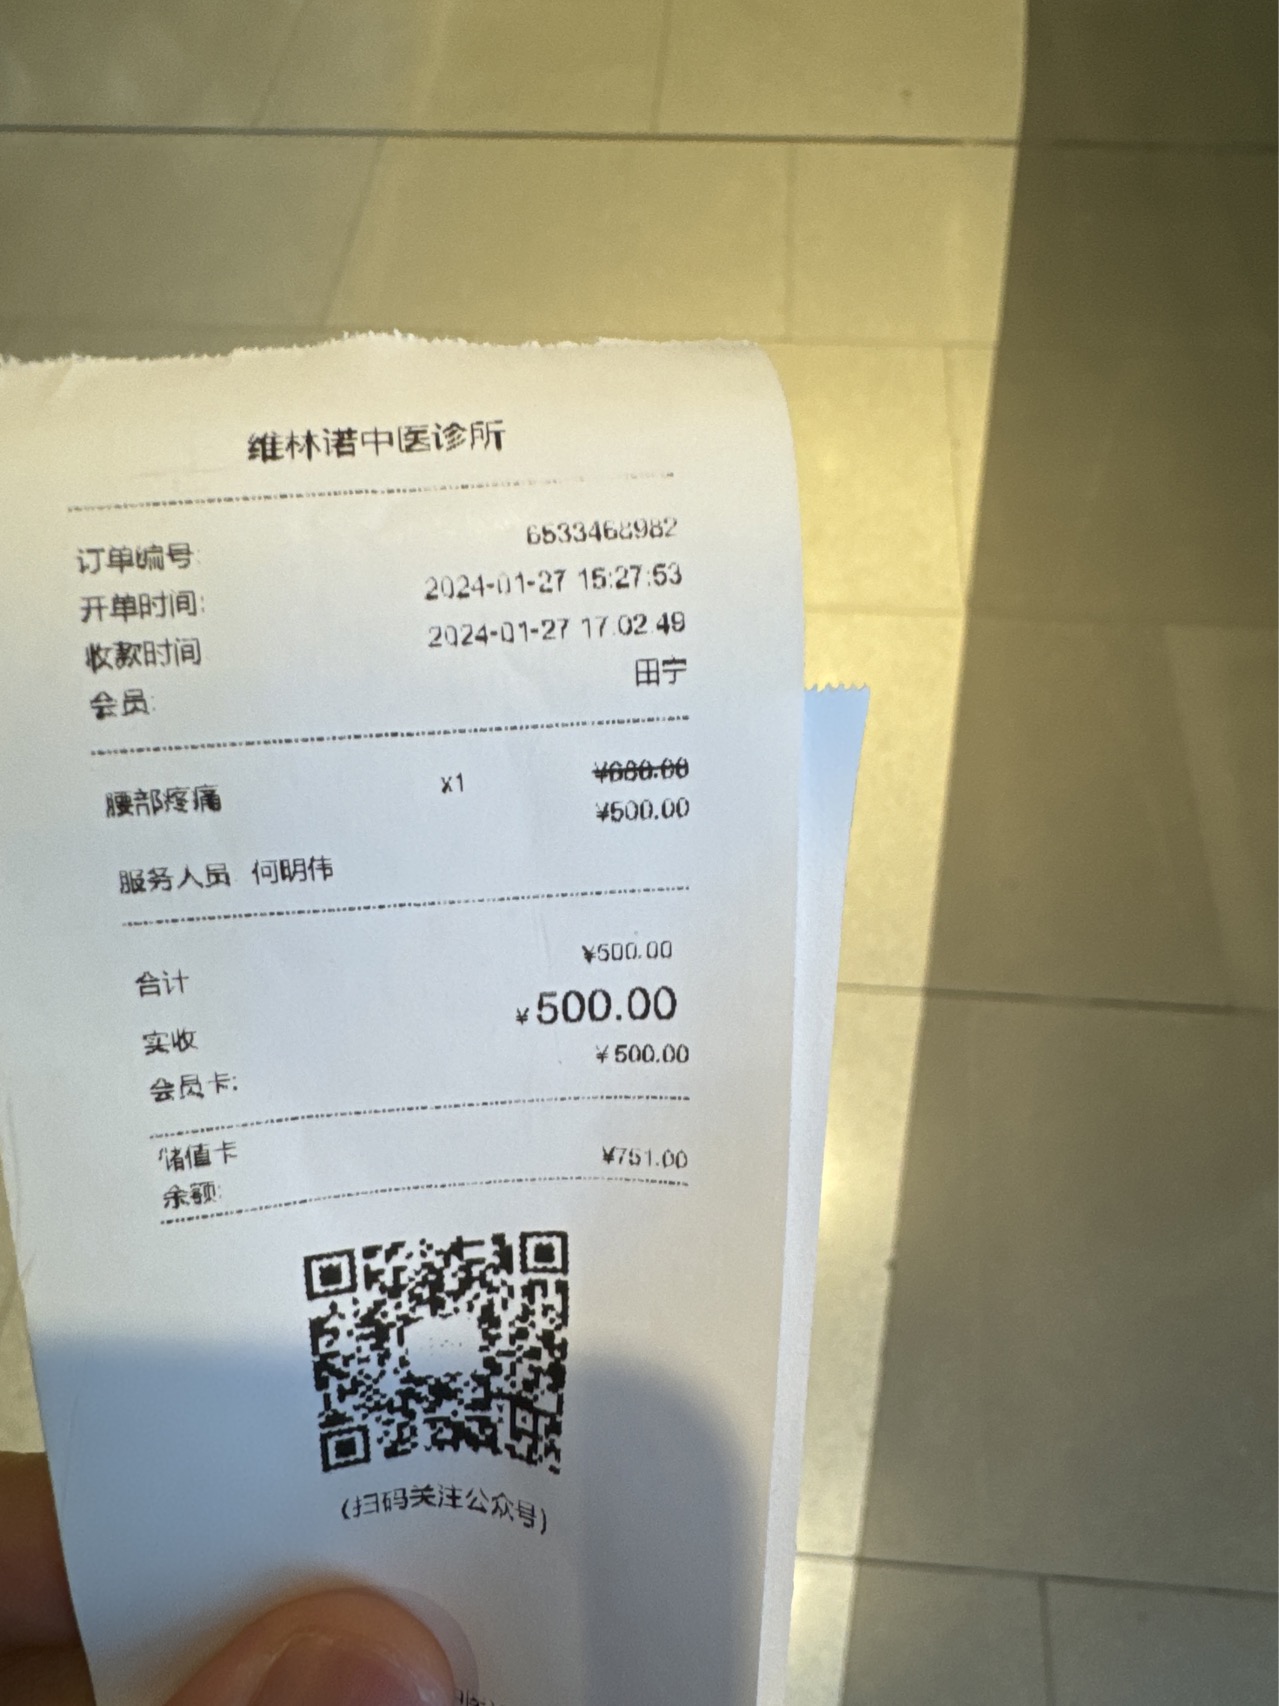 维林诺中医诊所
订单编号: 6533468982
开单时间: 2024-01-27 15:27:53
收款时间 2024-01-27 17:02:49
会员: 田宁
腰部疼痛 x1 ¥680.00
¥500.00
服务人员 何明伟
合计 ¥500.00
实收 ¥500.00
会员卡: ¥500.00
储值卡 ¥751.00
余额:
(扫码关注公众号)